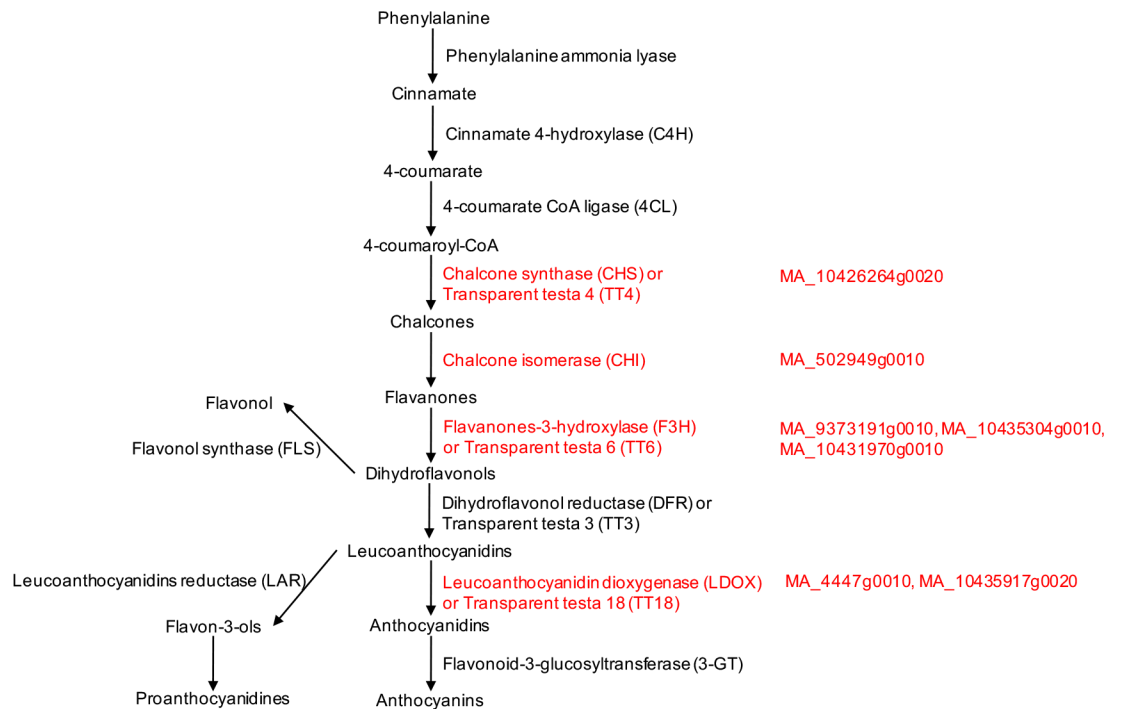 Phenylalanine
Phenylalanine ammonia lyase
Cinnamate
Cinnamate 4-hydroxylase (C4H)
4-coumarate
4-coumarate CoA ligase (4CL)
4-coumaroyl-CoA
Chalcone synthase (CHS) or
Transparent testa 4 (TT4)
MA_10426264g0020
Chalcones
Chalcone isomerase (CHI)
MA_502949g0010
Flavanones
Flavonol
Flavanones-3-hydroxylase (F3H)
or Transparent testa 6 (TT6)
MA_9373191g0010, MA_10435304g0010,
MA_10431970g0010
Flavonol synthase (FLS)
Dihydroflavonols
Dihydroflavonol reductase (DFR) or
Transparent testa 3 (TT3)
Leucoanthocyanidins
Leucoanthocyanidins reductase (LAR)
Leucoanthocyanidin dioxygenase (LDOX)
or Transparent testa 18 (TT18)
MA_4447g0010, MA_10435917g0020
Flavon-3-ols
Anthocyanidins
Flavonoid-3-glucosyltransferase (3-GT)
Proanthocyanidines
Anthocyanins